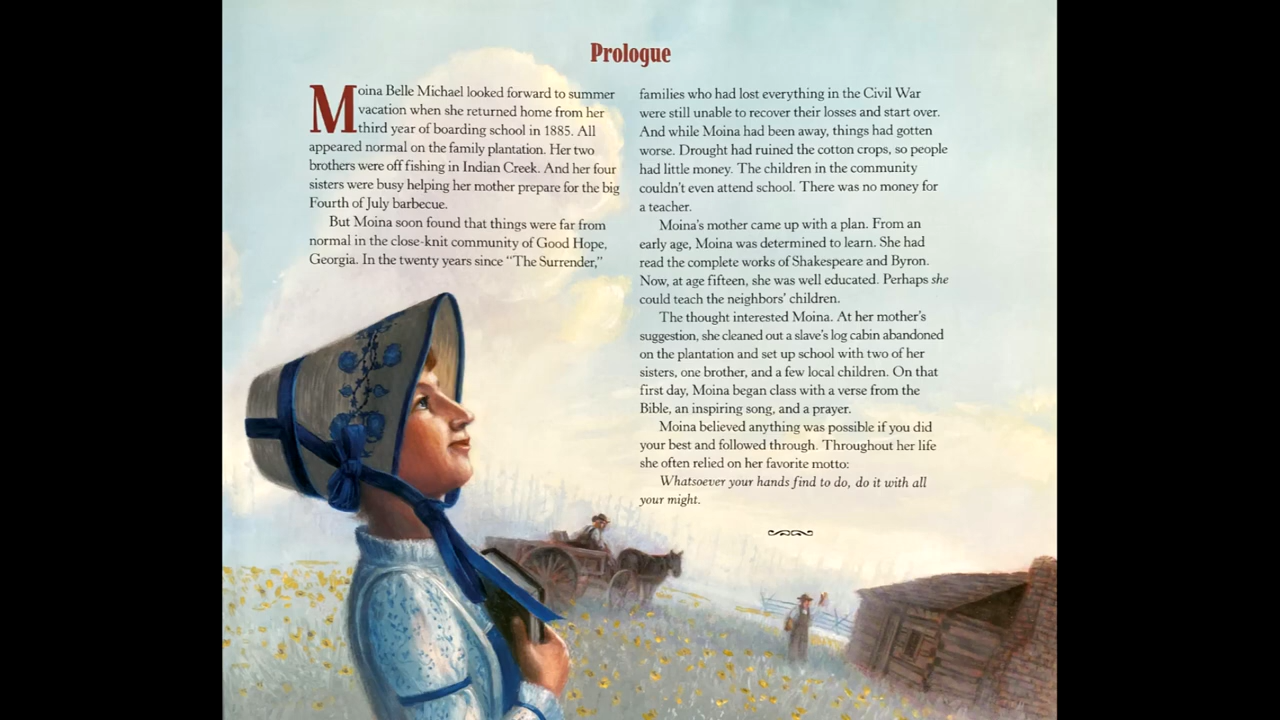 Prologue
Moina Belle Michael looked forward to summer
vacation when she returned home from her
third year of boarding school in 1885. All
appeared normal on the family plantation. Her two
brothers were off fishing in Indian Creek. And her four
sisters were busy helping her mother prepare for the big
Fourth of July barbecue.
But Moina soon found that things were far from
normal in the close-knit community of Good Hope,
Georgia. In the twenty years since “The Surrender,”
families who had lost everything in the Civil War
were still unable to recover their losses and start over.
And while Moina had been away, things had gotten
worse. Drought had ruined the cotton crops, so people
had little money. The children in the community
couldn’t even attend school. There was no money for
a teacher.
Moina’s mother came up with a plan. From an
early age, Moina was determined to learn. She had
read the complete works of Shakespeare and Byron.
Now, at age fifteen, she was well educated. Perhaps she
could teach the neighbors’ children.
The thought interested Moina. At her mother’s
suggestion, she cleaned out a slave’s log cabin abandoned
on the plantation and set up school with two of her
sisters, one brother, and a few local children. On that
first day, Moina began class with a verse from the
Bible, an inspiring song, and a prayer.
Moina believed anything was possible if you did
your best and followed through. Throughout her life
she often relied on her favorite motto:
Whatsoever your hands find to do, do it with all
your might.